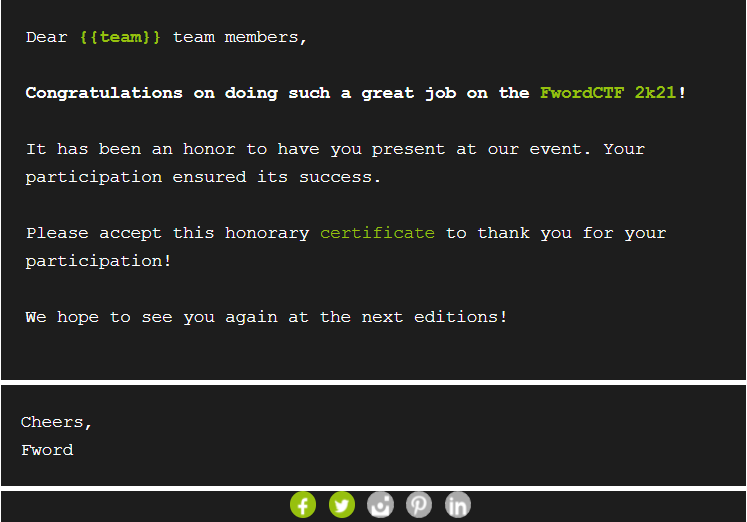 Dear {{team}} team members,
Congratulations on doing such a great job on the FwordCTF 2k21!
It has been an honor to have you present at our event. Your
participation ensured its success.
Please accept this honorary certificate to thank you for your
participation!
We hope to see you again at the next editions!
Cheers,
Fword